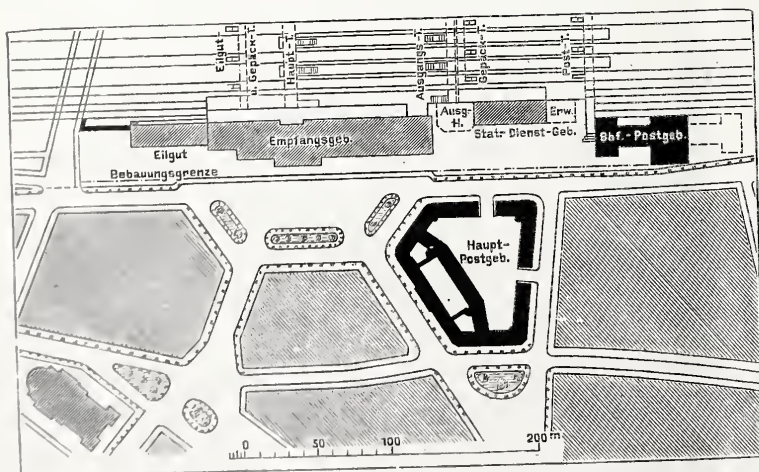 Eilgut
u. Gepäck-T.
Haupt-T.
Ausgangs-T.
Gepäck-T.
Post-T.
Ausg-
H.
Erw.
Stat-Dienst-Geb.
Bhf.-Postgeb.
Empfangsgeb.
Eilgut
Bebauungsgrenze
Haupt-
Postgeb.
0 50 100 200 m